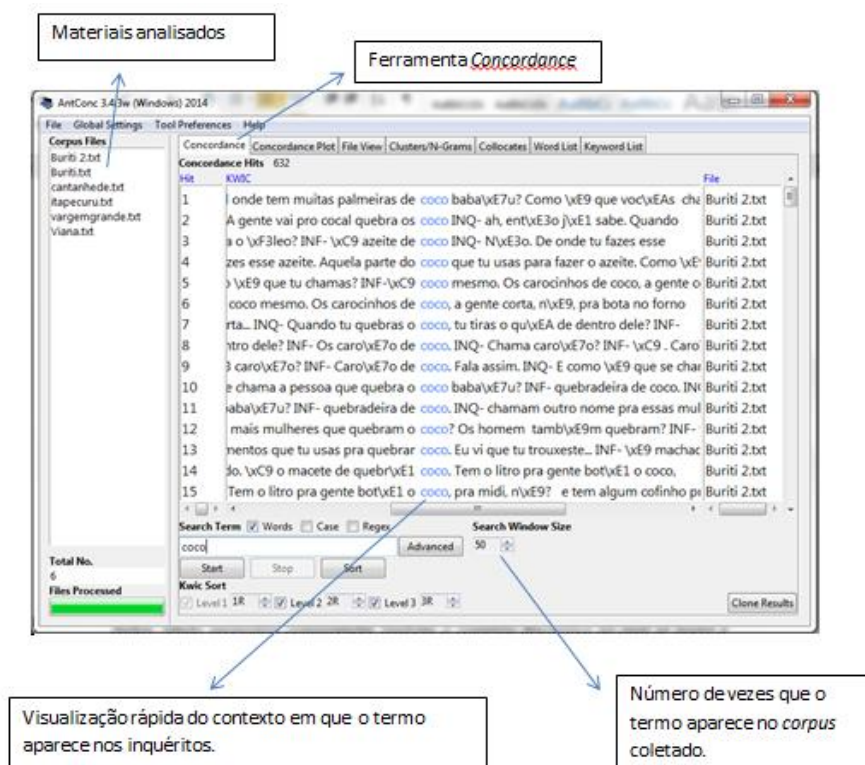 Materiais analisados
Ferramenta Concordance
AntConc 3.4.3w (Windows) 2014
File Global Settings Tool Preferences Help
Corpus Files
Buriti 2.txt
Buriti.txt
cantanhede.txt
itapecuru.txt
vargemgrande.txt
Viana.txt
Concordance Concordance Plot File View Clusters/N-Grams Collocates Word List Keyword List
Concordance Hits 632
Hit KWIC File
1 onde tem muitas palmeiras de coco baba\xE7u? Como \xE9 que voc\xEAs cha Buriti 2.txt
2 A gente vai pro cocal quebra os coco INQ- ah, ent\xE3o j\xE1 sabe. Quando Buriti 2.txt
3 a o \xF3leo? INF- \xC9 azeite de coco INQ- N\xE3o. De onde tu fazes esse Buriti 2.txt
4 zes esse azeite. Aquela parte do coco que tu usas para fazer o azeite. Como \xE9 Buriti 2.txt
5 \xE9 que tu chamas? INF-\xC9 coco mesmo. Os carocinhos de coco, a gente c Buriti 2.txt
6 coco mesmo. Os carocinhos de coco, a gente corta, n\xE9, pra bota no forno Buriti 2.txt
7 rta... INQ- Quando tu quebras o coco, tu tiras o qu\xEA de dentro dele? INF- Buriti 2.txt
8 ntro dele? INF- Os caro\xE7o de coco. INQ- Chama caro\xE7o? INF- \xC9 . Caro Buriti 2.txt
9 caro\xE7o? INF- Caro\xE7o de coco. Fala assim. INQ- E como \xE9 que se cha Buriti 2.txt
10 e chama a pessoa que quebra o coco baba\xE7u? INF- quebradeira de coco. IN Buriti 2.txt
11 baba\xE7u? INF- quebradeira de coco. INQ- chamam outro nome pra essas mul Buriti 2.txt
12 mais mulheres que quebram o coco? Os homem tamb\xE9m quebram? INF- Buriti 2.txt
13 mentos que tu usas pra quebrar coco. Eu vi que tu trouxeste... INF- \xE9 machac Buriti 2.txt
14 do. \xC9 o macete de quebr\xE1 coco. Tem o litro pra gente bot\xE1 o coco, Buriti 2.txt
15 Tem o litro pra gente bot\xE1 o coco, pra midi, n\xE9? e tem algum cofinho p Buriti 2.txt
Search Term Words Case Regex Search Window Size
coco Advanced 50
Total No.
6
Files Processed
Start Stop Sort
Kwic Sort
Level 1 1R Level 2 2R Level 3 3R Clone Results
Visualização rápida do contexto em que o termo
aparece nos inquéritos.
Número de vezes que o
termo aparece no corpus
coletado.